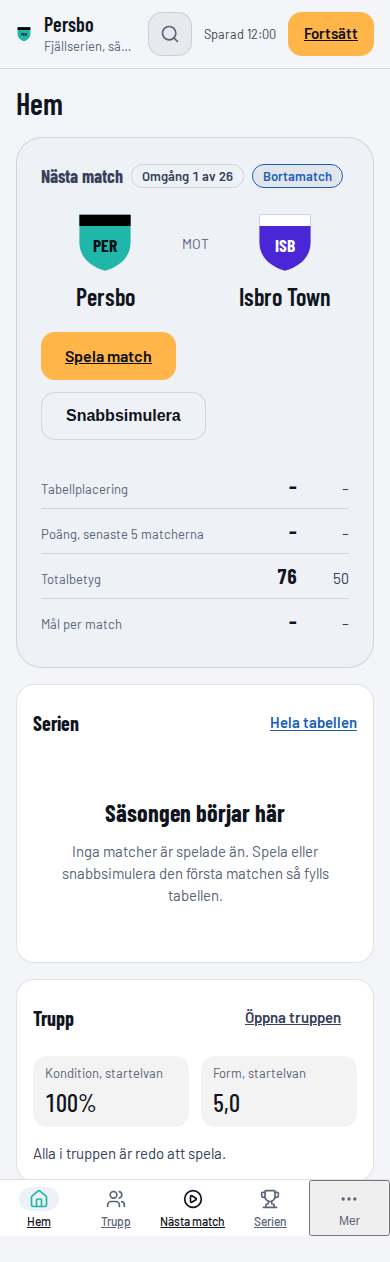 PER
Persbo
Fjällserien, sä...
Sparad 12:00
Fortsätt
Hem
Nästa match
Omgång 1 av 26
Bortamatch
PER
MOT
ISB
Persbo
Isbro Town
Spela match
Snabbsimulera
Tabellplacering - –
Poäng, senaste 5 matcherna - –
Totalbetyg 76 50
Mål per match - –
Serien
Hela tabellen
Säsongen börjar här
Inga matcher är spelade än. Spela eller
snabbsimulera den första matchen så fylls
tabellen.
Trupp
Öppna truppen
Kondition, startelvan
100%
Form, startelvan
5,0
Alla i truppen är redo att spela.
Hem
Trupp
Nästa match
Serien
Mer